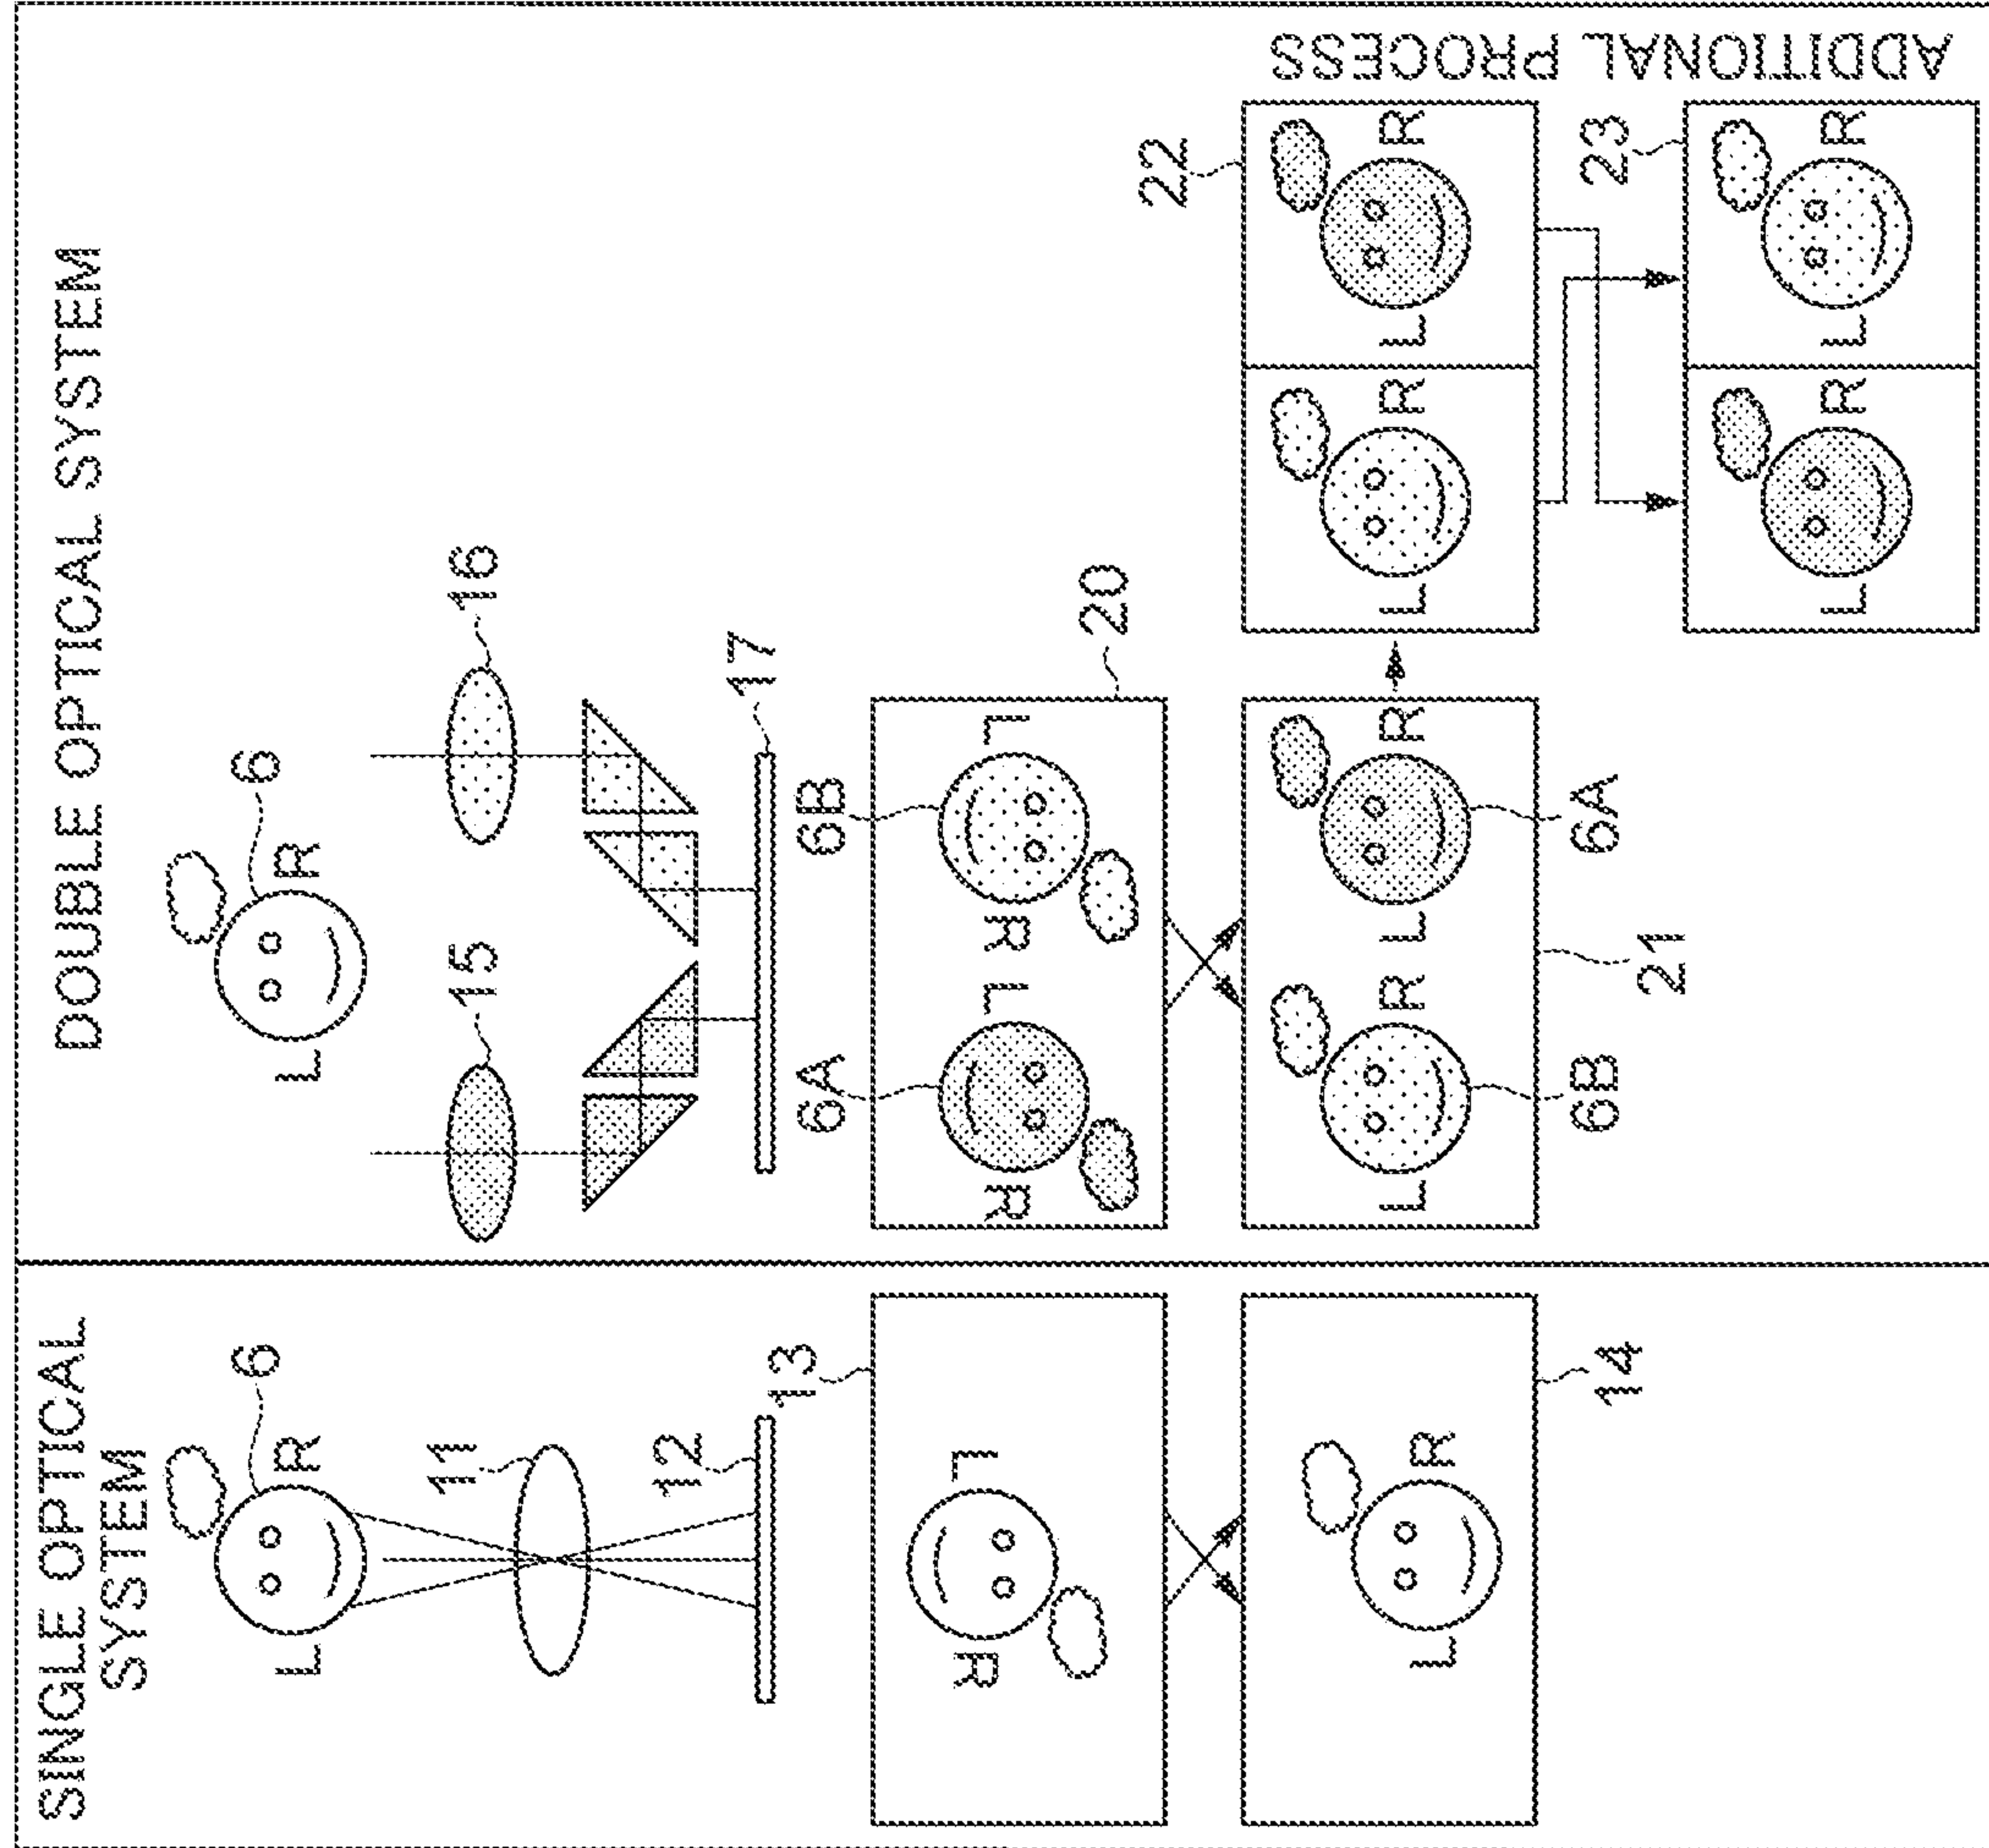 SINGLE OPTICAL
SYSTEM
6
L R
11
12
13
R L
L R
14
DOUBLE OPTICAL SYSTEM
6
L R
15 16
17
6A 6B
R L R L
20
L R L R
6B 6A
21
22
L R L R
23
L R L R
ADDITIONAL PROCESS